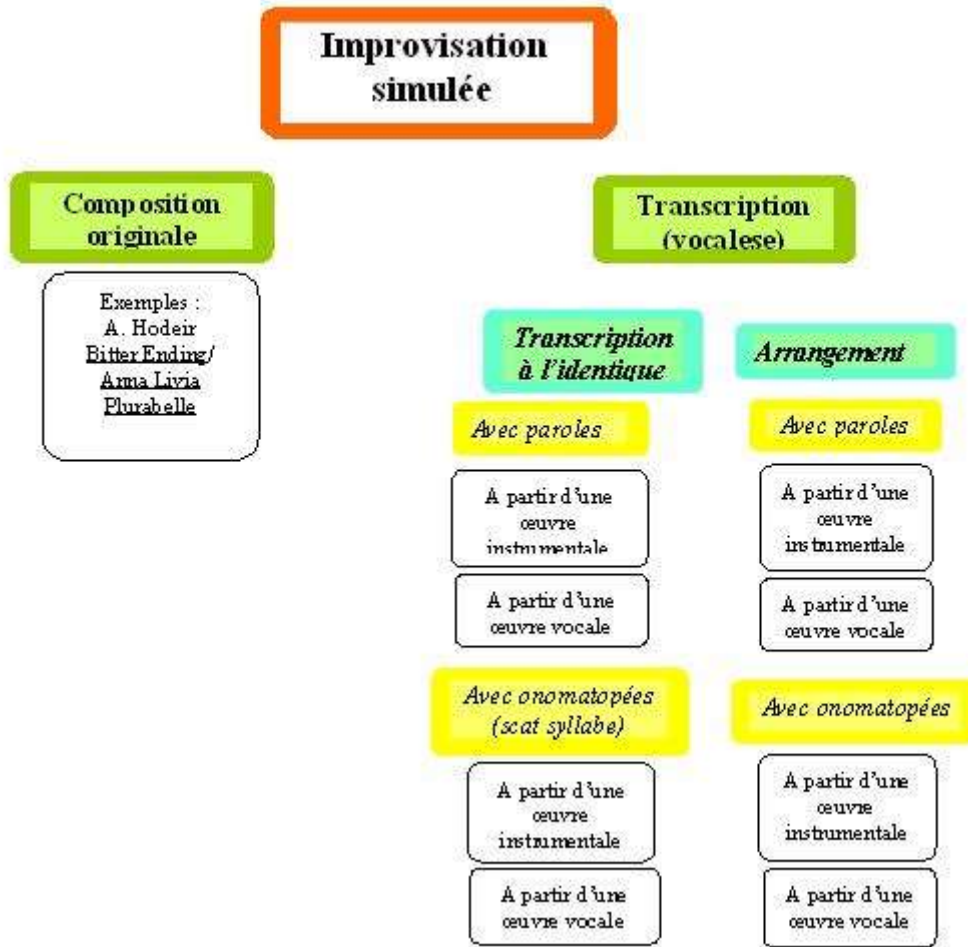 Improvisation
simulée
Composition
originale
Exemples :
A. Hodeir
Bitter Ending/
Anna Livia
Plurabelle
Transcription
(vocalese)
Transcription
à l'identique
Avec paroles
A partir d'une
œuvre
instrumentale
A partir d'une
œuvre vocale
Avec onomatopées
(scat syllabe)
A partir d'une
œuvre
instrumentale
A partir d'une
œuvre vocale
Arrangement
Avec paroles
A partir d'une
œuvre
instrumentale
A partir d'une
œuvre vocale
Avec onomatopées
A partir d'une
œuvre
instrumentale
A partir d'une
œuvre vocale